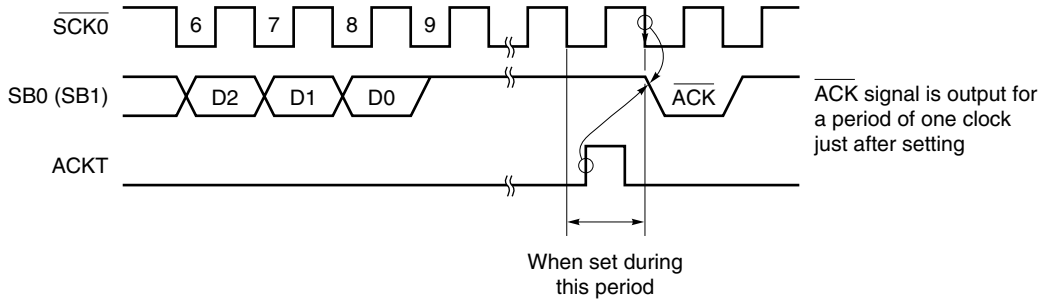 SCK0
6 7 8 9
SB0 (SB1)
D2 D1 D0
ACK
ACK signal is output for
a period of one clock
just after setting
ACKT
When set during
this period